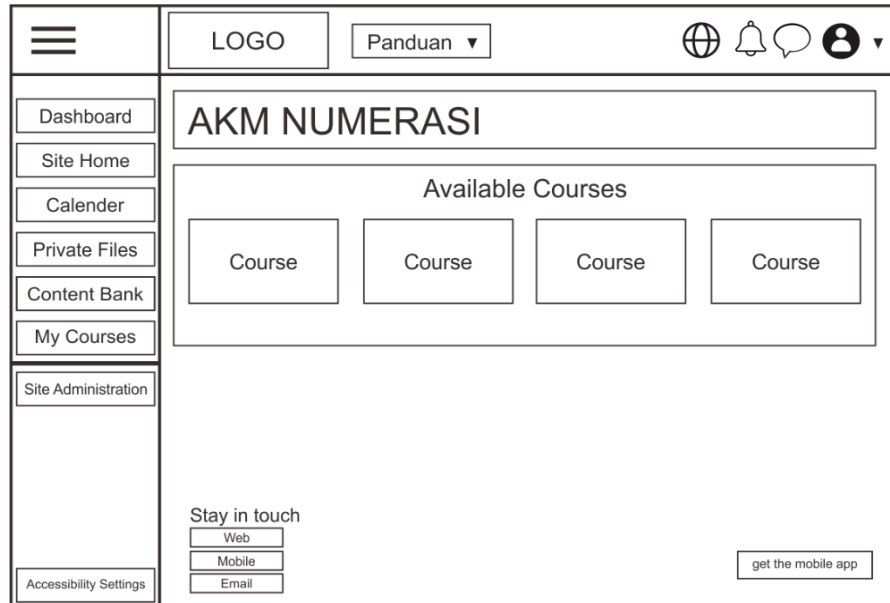 LOGO
Panduan ▼
▼
Dashboard
Site Home
Calender
Private Files
Content Bank
My Courses
Site Administration
Accessibility Settings
AKM NUMERASI
Available Courses
Course Course Course Course
Stay in touch
Web
Mobile
Email
get the mobile app